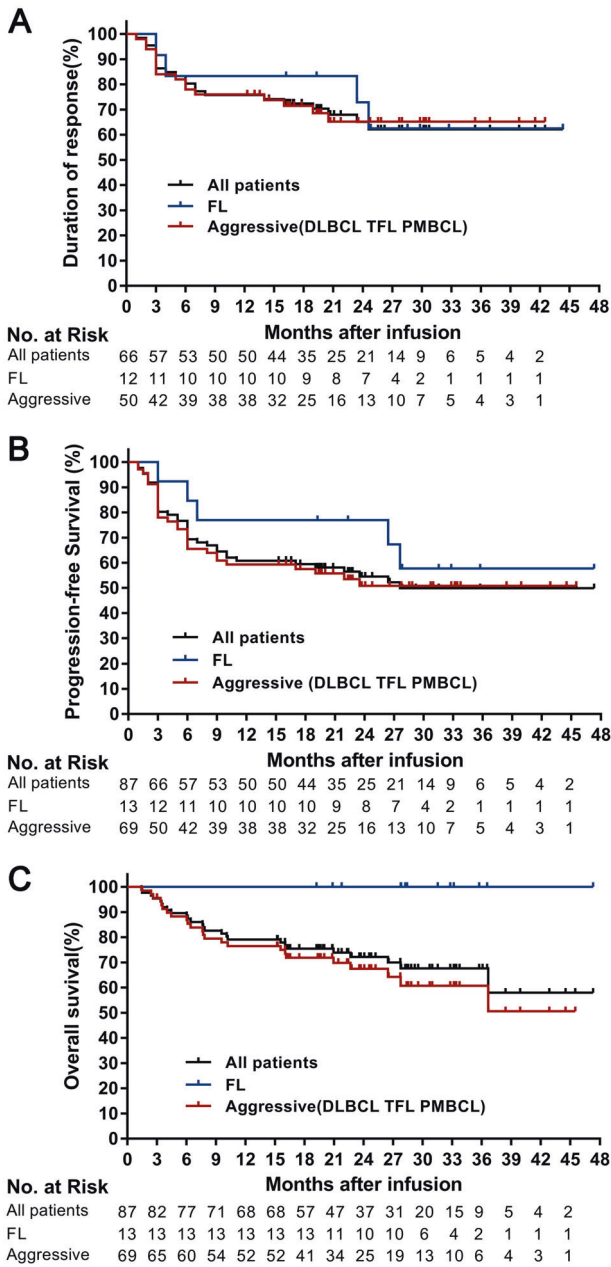 A
Duration of response(%)
100
90
80
70
60
50
40
30
20
10
0
All patients
FL
Aggressive(DLBCL TFL PMBCL)
0 3 6 9 12 15 18 21 24 27 30 33 36 39 42 45 48
Months after infusion
No. at Risk
All patients 66 57 53 50 50 44 35 25 21 14 9 6 5 4 2
FL 12 11 10 10 10 10 9 8 7 4 2 1 1 1 1
Aggressive 50 42 39 38 38 32 25 16 13 10 7 5 4 3 1
B
Progression-free Survival (%)
100
90
80
70
60
50
40
30
20
10
0
All patients
FL
Aggressive (DLBCL TFL PMBCL)
0 3 6 9 12 15 18 21 24 27 30 33 36 39 42 45 48
Months after infusion
No. at Risk
All patients 87 66 57 53 50 50 44 35 25 21 14 9 6 5 4 2
FL 13 12 11 10 10 10 10 9 8 7 4 2 1 1 1 1
Aggressive 69 50 42 39 38 38 32 25 16 13 10 7 5 4 3 1
C
Overall suvival(%)
100
90
80
70
60
50
40
30
20
10
0
All patients
FL
Aggressive(DLBCL TFL PMBCL)
0 3 6 9 12 15 18 21 24 27 30 33 36 39 42 45 48
Months after infusion
No. at Risk
All patients 87 82 77 71 68 68 57 47 37 31 20 15 9 5 4 2
FL 13 13 13 13 13 13 13 11 10 10 6 4 2 1 1 1
Aggressive 69 65 60 54 52 52 41 34 25 19 13 10 6 4 3 1